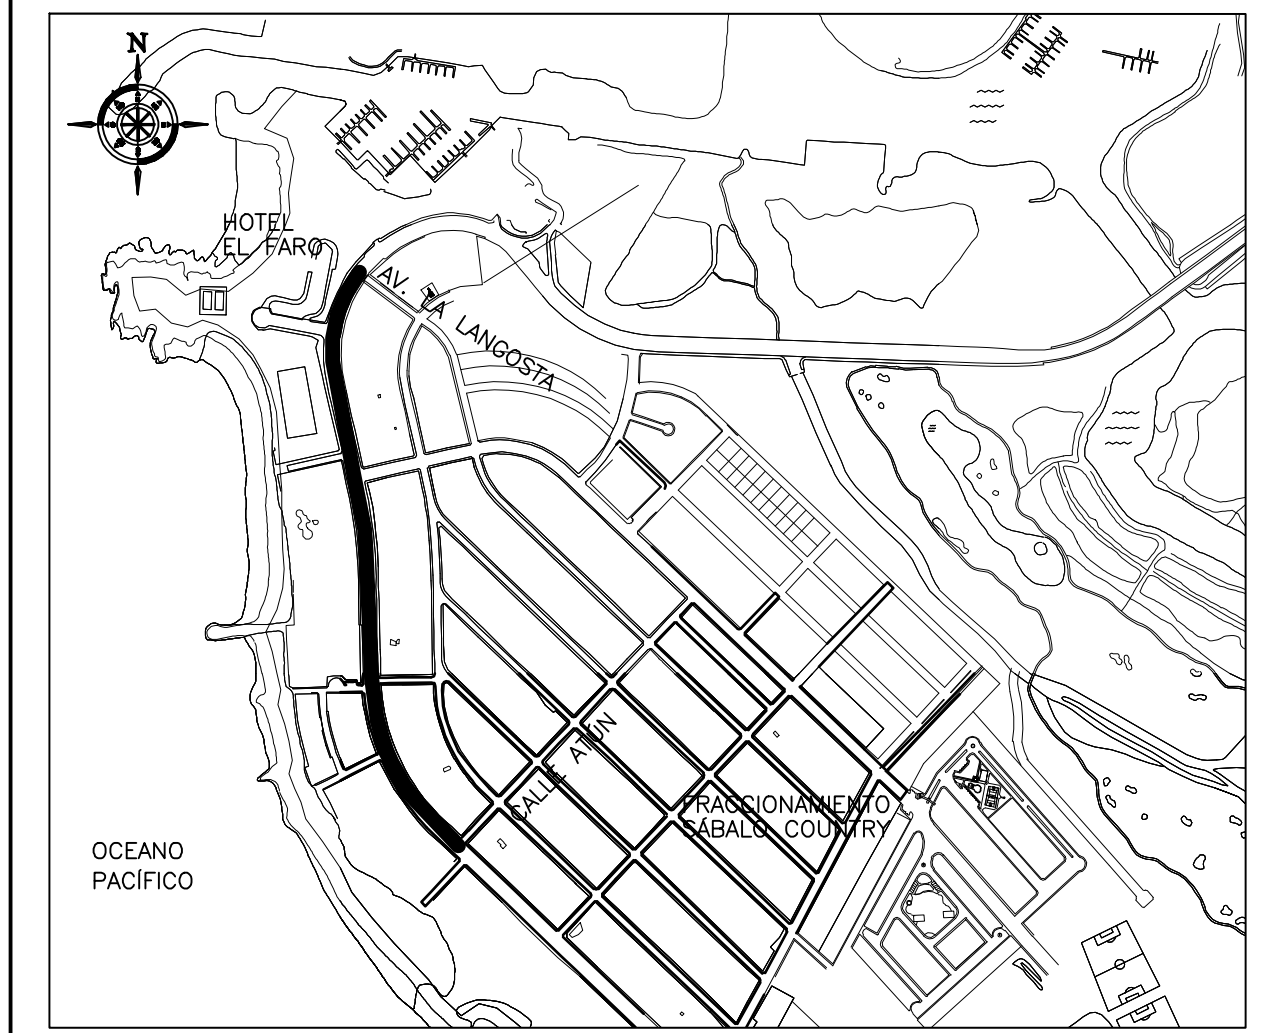 N
HOTEL
EL FARO
AV. LA LANGOSTA
CALLE ATÚN
FRACCIONAMIENTO
SÁBALO COUNTRY
OCEANO
PACÍFICO